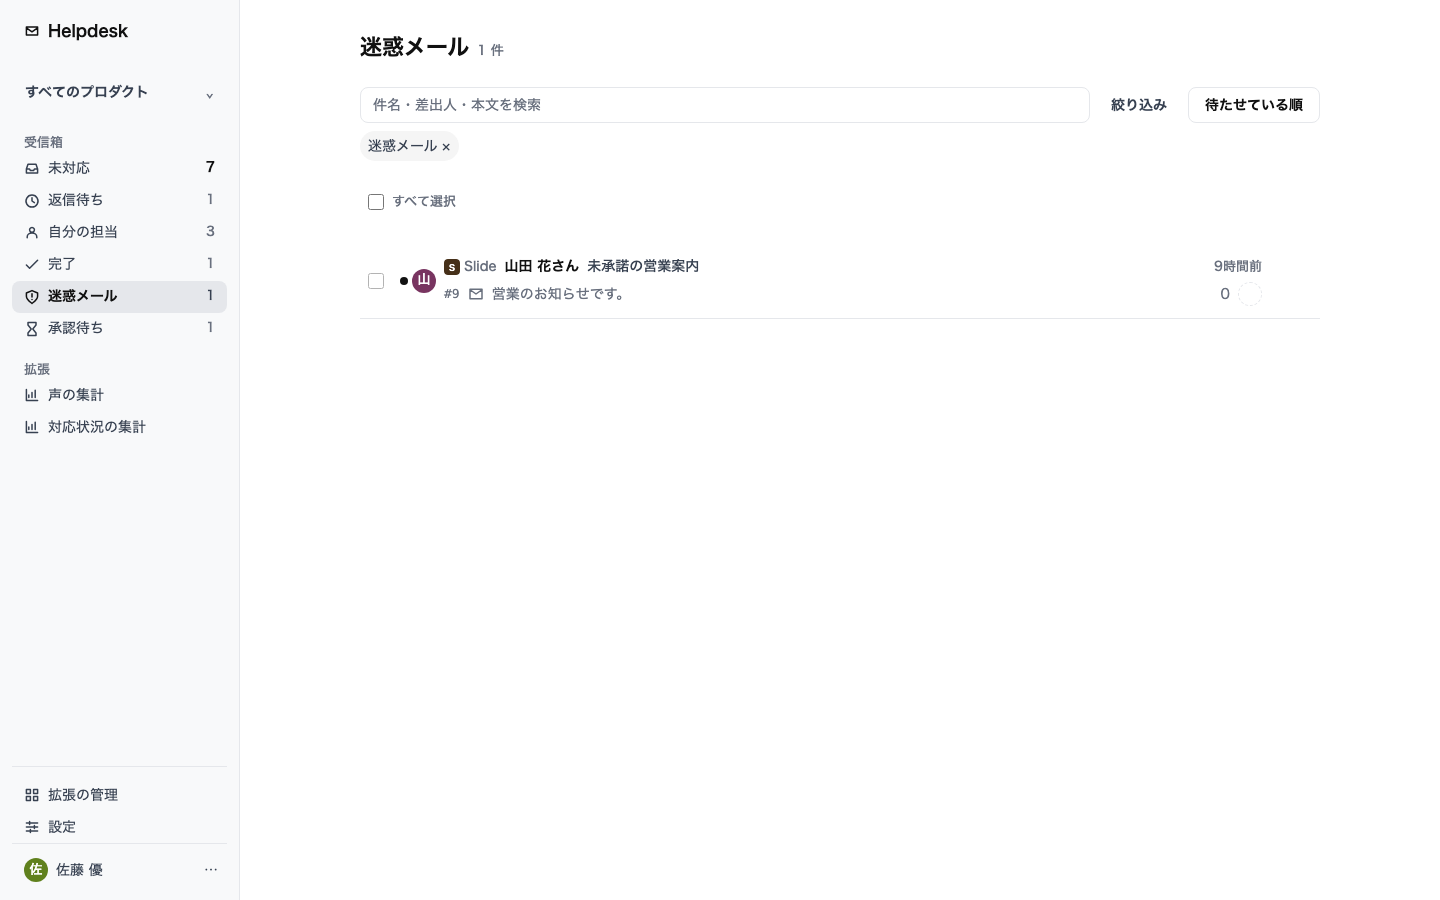 Helpdesk
すべてのプロダクト
受信箱
未対応 7
返信待ち 1
自分の担当 3
完了 1
迷惑メール 1
承認待ち 1
拡張
声の集計
対応状況の集計
拡張の管理
設定
佐 佐藤 優 …
迷惑メール 1 件
件名・差出人・本文を検索 絞り込み 待たせている順
迷惑メール ×
すべて選択
山 S Slide 山田 花さん 未承諾の営業案内 9時間前
#9 営業のお知らせです。 0